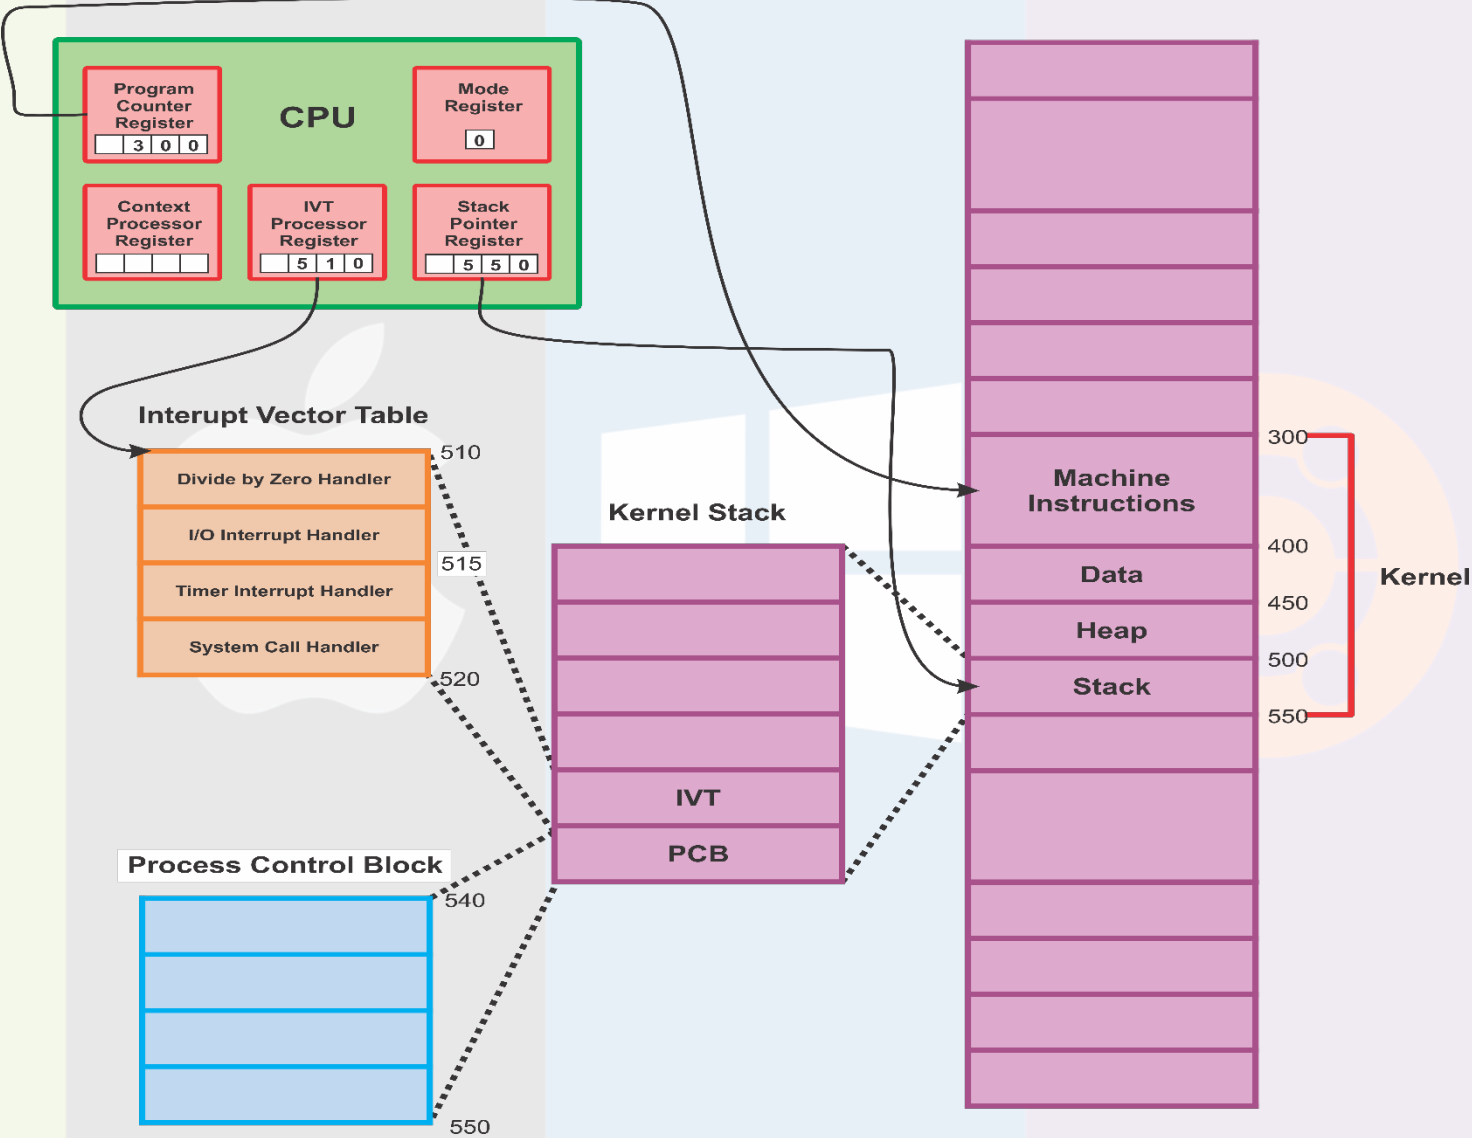 Program
Counter
Register
3 0 0
CPU
Mode
Register
0
Context
Processor
Register
IVT
Processor
Register
5 1 0
Stack
Pointer
Register
5 5 0
Interupt Vector Table
510
Divide by Zero Handler
I/O Interrupt Handler
515
Timer Interrupt Handler
System Call Handler
520
Process Control Block
540
550
Kernel Stack
IVT
PCB
300
Machine
Instructions
400
Data
450
Heap
500
Stack
550
Kernel